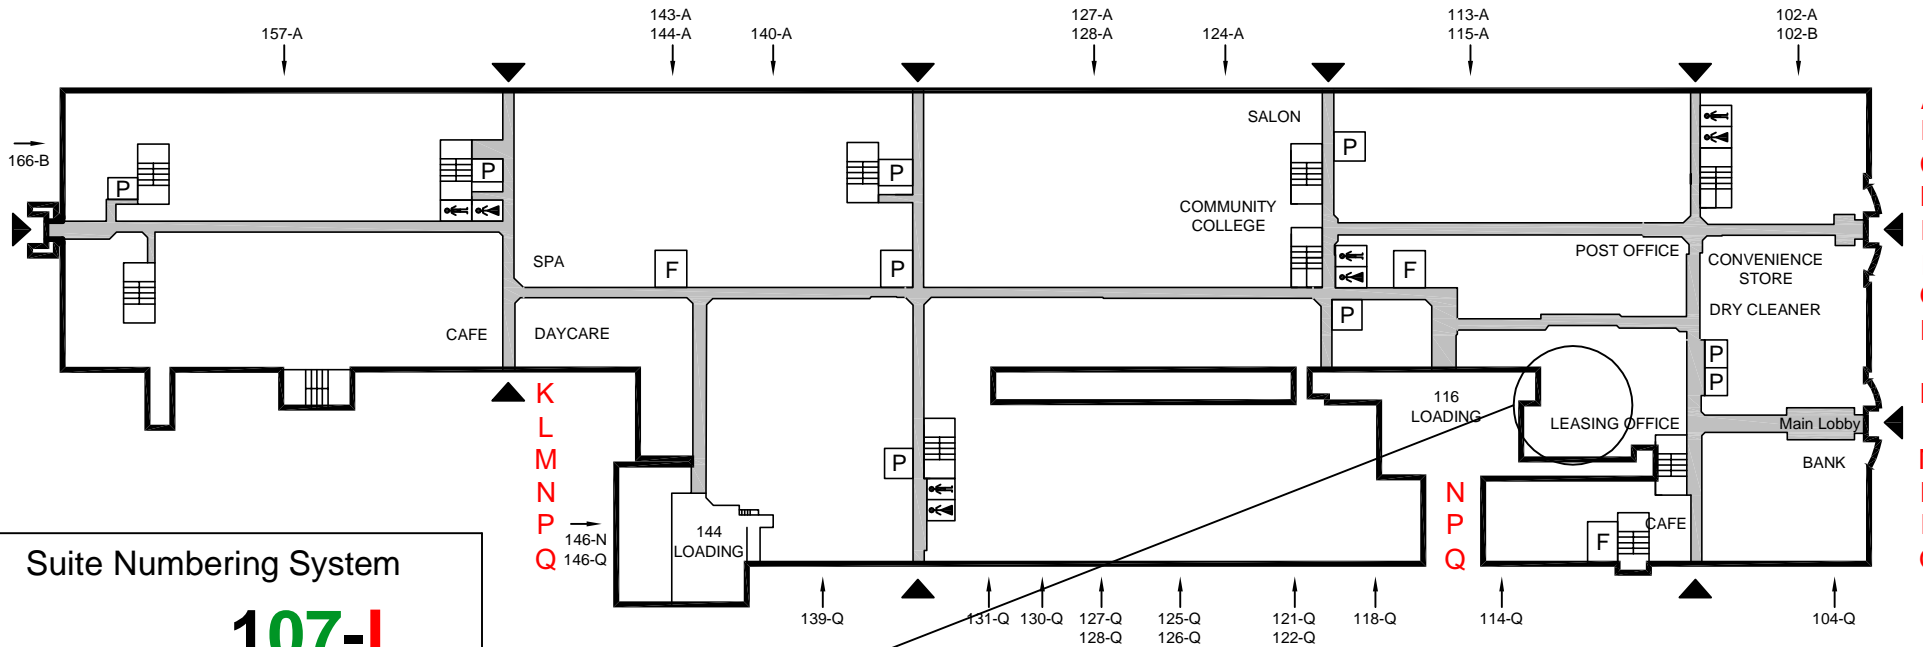 157-A
143-A
144-A
140-A
127-A
128-A
124-A
113-A
115-A
102-A
102-B
166-B
P
P
P
SALON
P
COMMUNITY
COLLEGE
SPA
F
P
F
POST OFFICE
CONVENIENCE
STORE
DRY CLEANER
CAFE
DAYCARE
P
P
P
K
L
M
N
P
Q
116
LOADING
LEASING OFFICE
Main Lobby
BANK
P
N
P
Q
146-N
146-Q
144
LOADING
CAFE
F
139-Q
131-Q
130-Q
127-Q
128-Q
125-Q
126-Q
121-Q
122-Q
118-Q
114-Q
104-Q
Suite Numbering System
107-